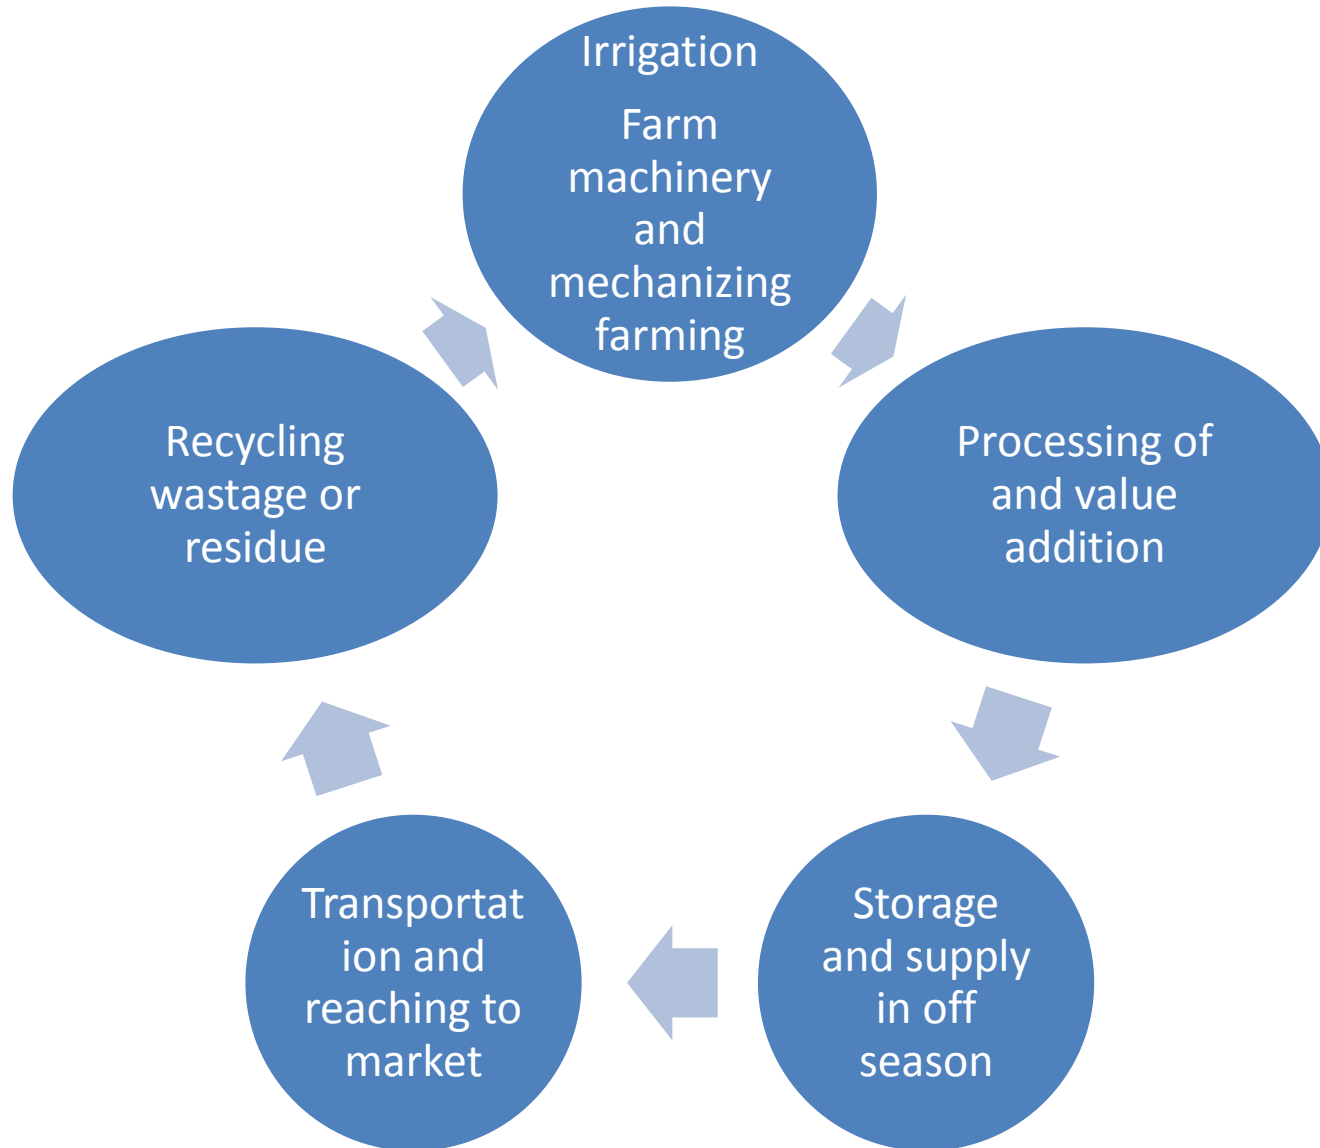 Irrigation
Farm
machinery
and
mechanizing
farming
Processing of
and value
addition
Storage
and supply
in off
season
Transportat
ion and
reaching to
market
Recycling
wastage or
residue